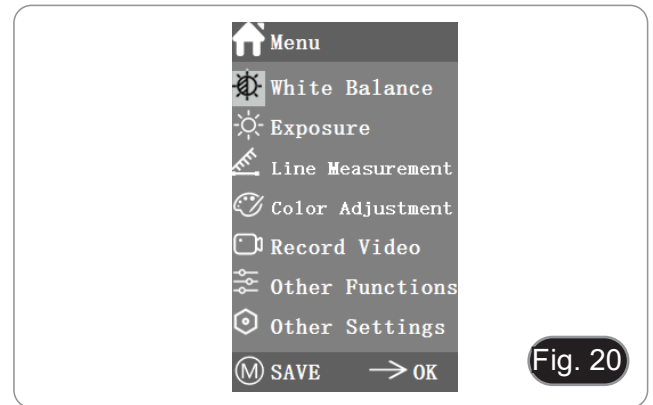 Menu
White Balance
Exposure
Line Measurement
Color Adjustment
Record Video
Other Functions
Other Settings
M SAVE → OK
Fig. 20